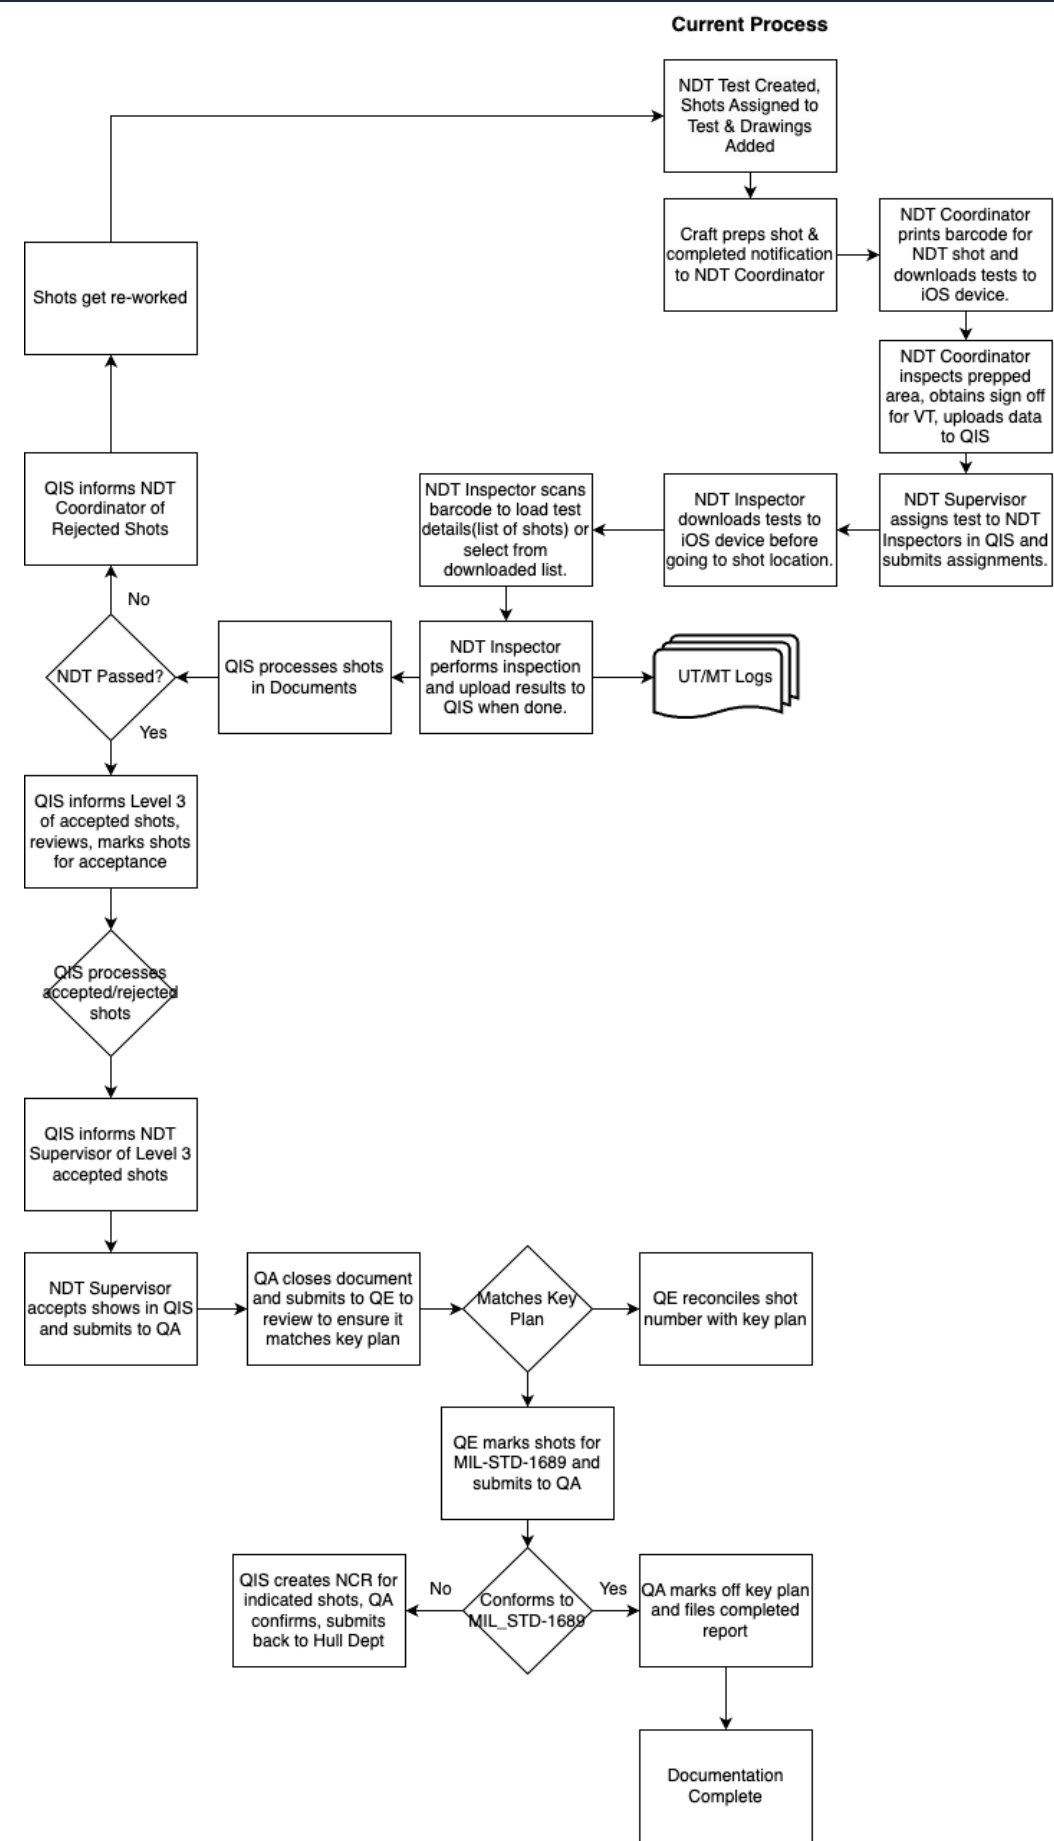 Current Process
NDT Test Created,
Shots Assigned to
Test & Drawings
Added
Craft preps shot &
completed notification
to NDT Coordinator
NDT Coordinator
prints barcode for
NDT shot and
downloads tests to
iOS device.
NDT Coordinator
inspects prepped
area, obtains sign off
for VT, uploads data
to QIS
NDT Supervisor
assigns test to NDT
Inspectors in QIS and
submits assignments.
NDT Inspector
downloads tests to
iOS device before
going to shot location.
NDT Inspector scans
barcode to load test
details(list of shots) or
select from
downloaded list.
NDT Inspector
performs inspection
and upload results to
QIS when done.
UT/MT Logs
QIS processes shots
in Documents
NDT Passed?
No
QIS informs NDT
Coordinator of
Rejected Shots
Shots get re-worked
Yes
QIS informs Level 3
of accepted shots,
reviews, marks shots
for acceptance
QIS processes
accepted/rejected
shots
QIS informs NDT
Supervisor of Level 3
accepted shots
NDT Supervisor
accepts shows in QIS
and submits to QA
QA closes document
and submits to QE to
review to ensure it
matches key plan
Matches Key
Plan
QE reconciles shot
number with key plan
QE marks shots for
MIL-STD-1689 and
submits to QA
Conforms to
MIL_STD-1689
No
QIS creates NCR for
indicated shots, QA
confirms, submits
back to Hull Dept
Yes
QA marks off key plan
and files completed
report
Documentation
Complete